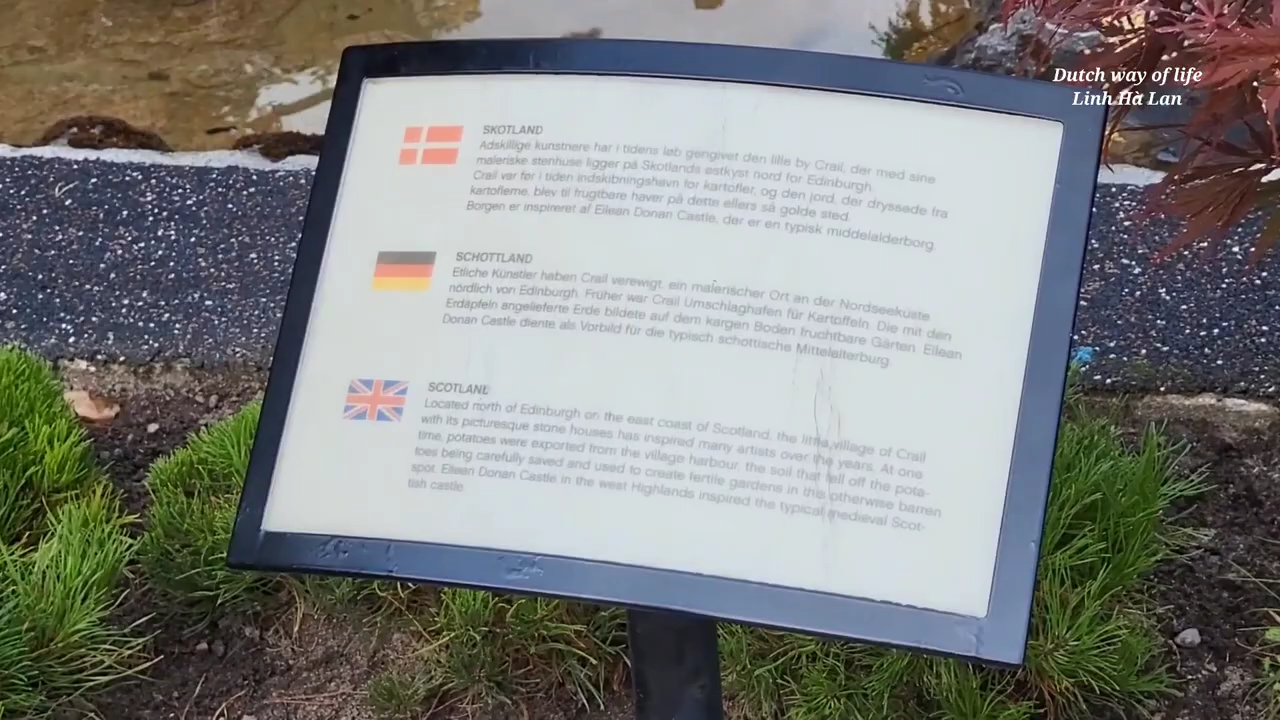 Dutch way of life
Linh Hà Lan
SKOTLAND
Adskillige kunstnere har i tidens løb gengivet den lille by Crail, der med sine
maleriske stenhuse ligger på Skotlands østkyst nord for Edinburgh.
Crail var før i tiden indskibningshavn for kartofler, og den jord, der dryssede fra
kartoflerne, blev til frugtbare haver på dette ellers så golde sted.
Borgen er inspireret af Eilean Donan Castle, der er en typisk middelalderborg.
SCHOTTLAND
Etliche Künstler haben Crail verewigt, ein malerischer Ort an der Nordseeküste
nördlich von Edinburgh. Früher war Crail Umschlaghafen für Kartoffeln. Die mit den
Erdäpfeln angelieferte Erde bildete auf dem kargen Boden fruchtbare Gärten. Eilean
Donan Castle diente als Vorbild für die typisch schottische Mittelalterburg.
SCOTLAND
Located north of Edinburgh on the east coast of Scotland, the little village of Crail
with its picturesque stone houses has inspired many artists over the years. At one
time, potatoes were exported from the village harbour, the soil that fell off the pota-
toes being carefully saved and used to create fertile gardens in this otherwise barren
spot. Eilean Donan Castle in the west Highlands inspired the typical medieval Scot-
tish castle.